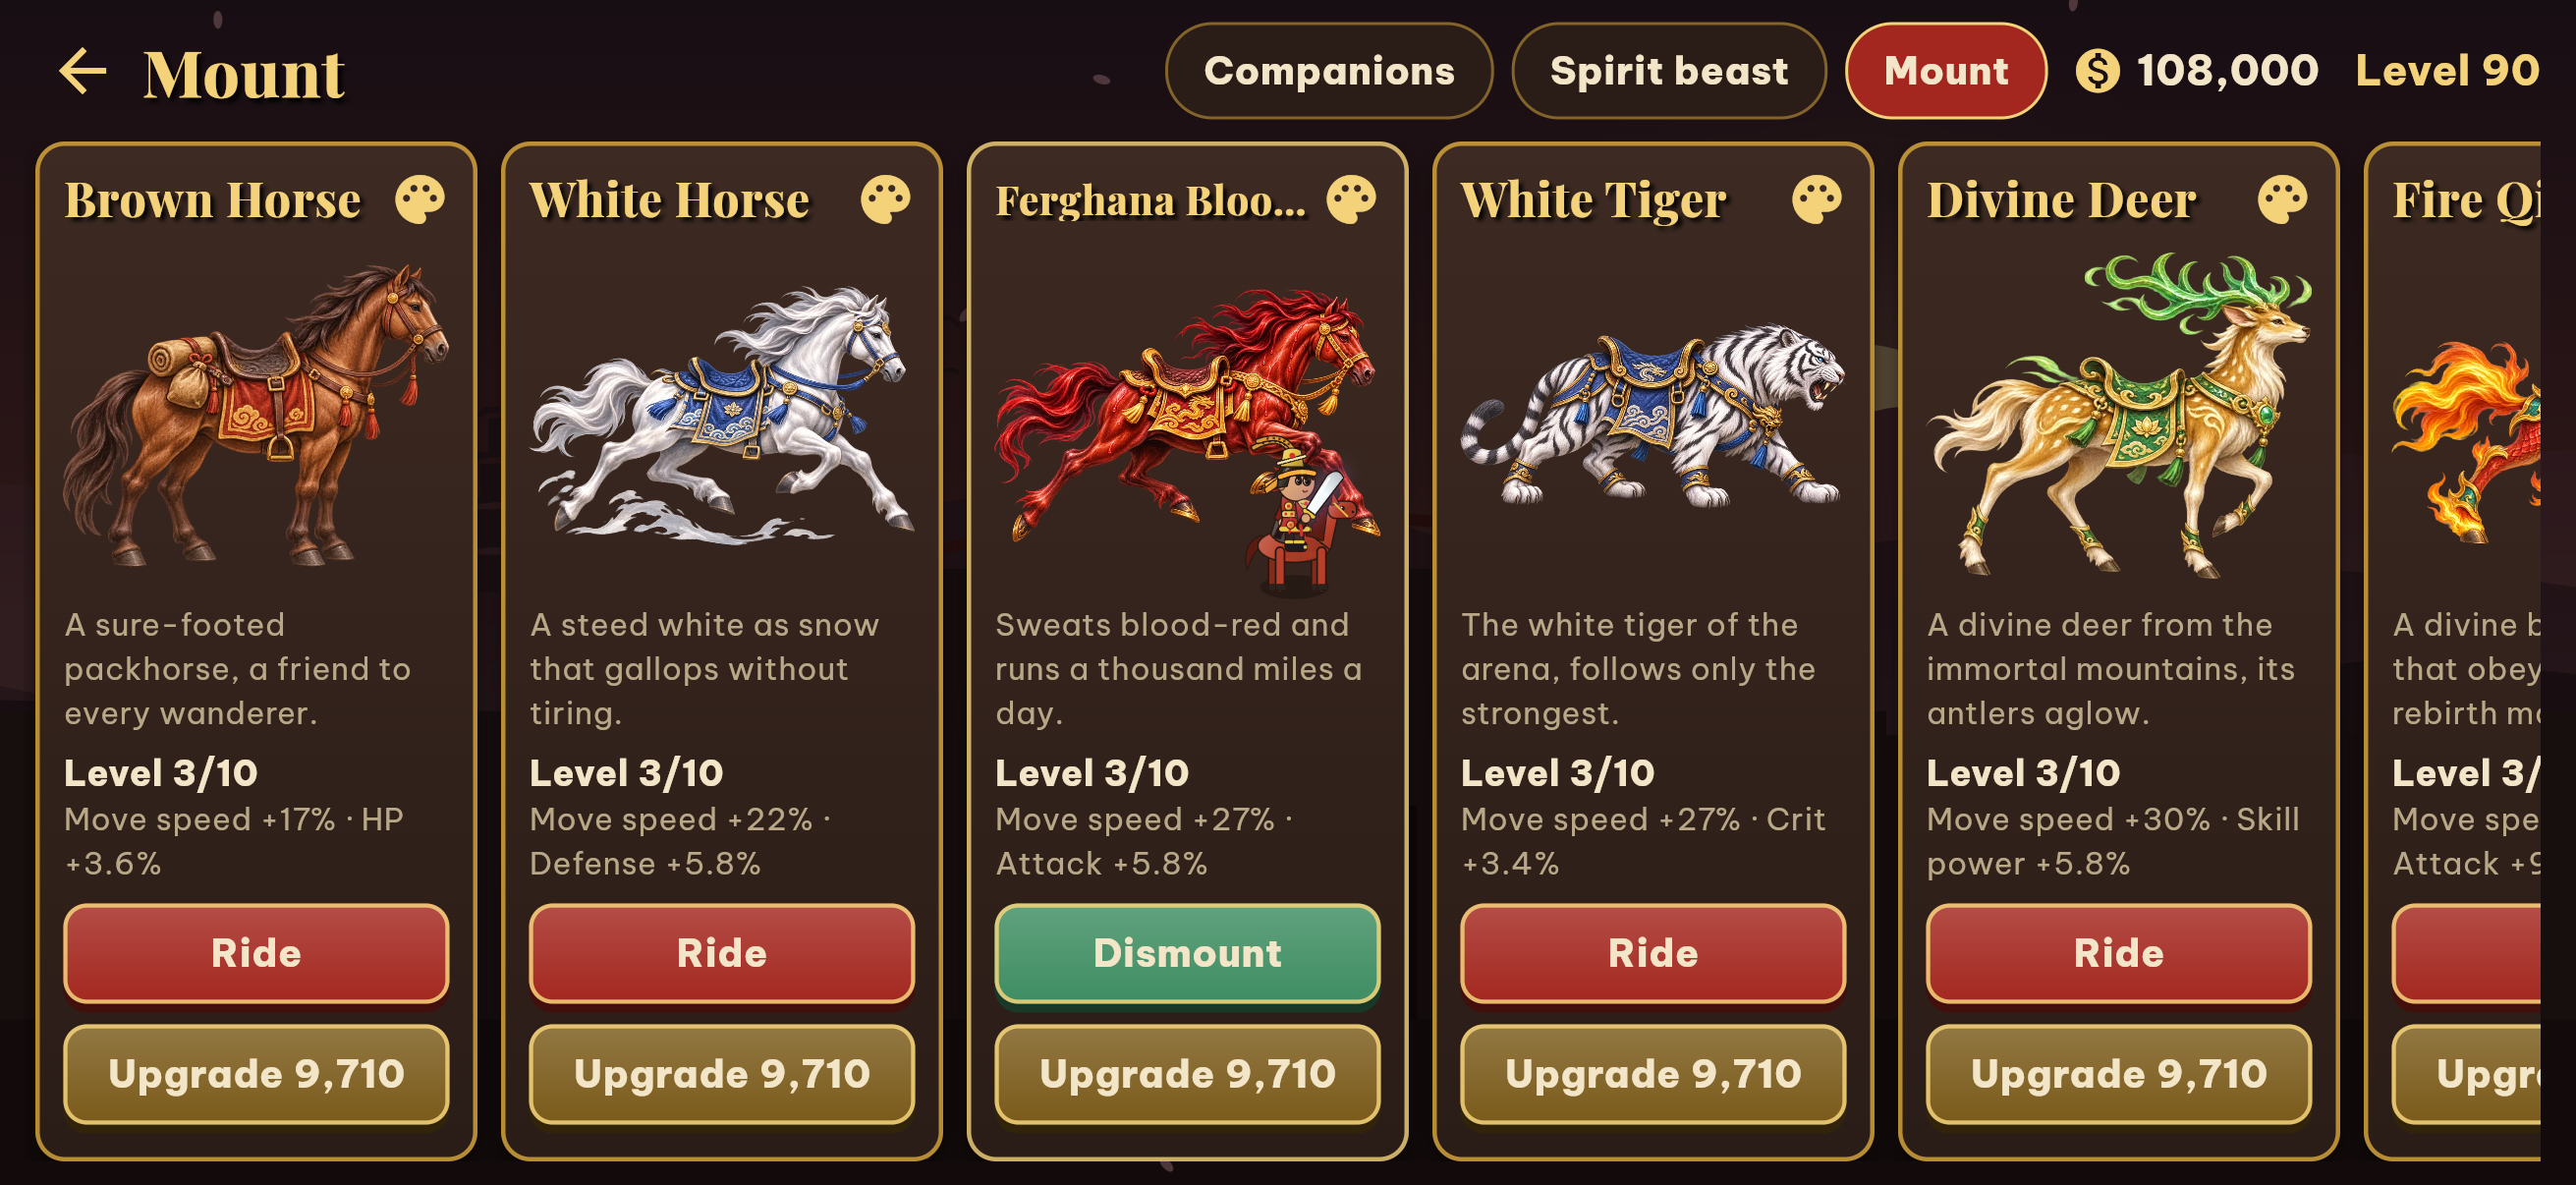 Mount
Companions
Spirit beast
Mount
108,000
Level 90
Brown Horse
A sure-footed
packhorse, a friend to
every wanderer.
Level 3/10
Move speed +17% · HP
+3.6%
Ride
Upgrade 9,710
White Horse
A steed white as snow
that gallops without
tiring.
Level 3/10
Move speed +22% ·
Defense +5.8%
Ride
Upgrade 9,710
Ferghana Bloo...
Sweats blood-red and
runs a thousand miles a
day.
Level 3/10
Move speed +27% ·
Attack +5.8%
Dismount
Upgrade 9,710
White Tiger
The white tiger of the
arena, follows only the
strongest.
Level 3/10
Move speed +27% · Crit
+3.4%
Ride
Upgrade 9,710
Divine Deer
A divine deer from the
immortal mountains, its
antlers aglow.
Level 3/10
Move speed +30% · Skill
power +5.8%
Ride
Upgrade 9,710
Fire
A divine
that
rebirth
Level 3/
Move
Attack